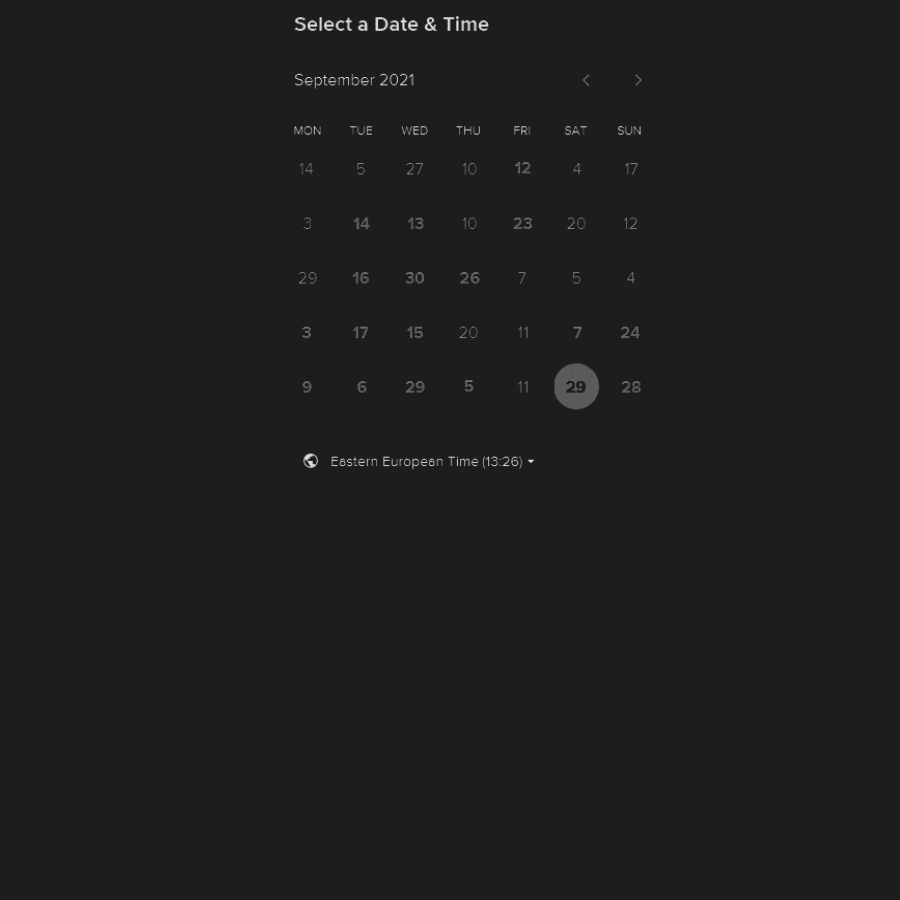 Select a Date & Time
September 2021
MON TUE WED THU FRI SAT SUN
14 5 27 10 12 4 17
3 14 13 10 23 20 12
29 16 30 26 7 5 4
3 17 15 20 11 7 24
9 6 29 5 11 29 28
Eastern European Time (13:26)